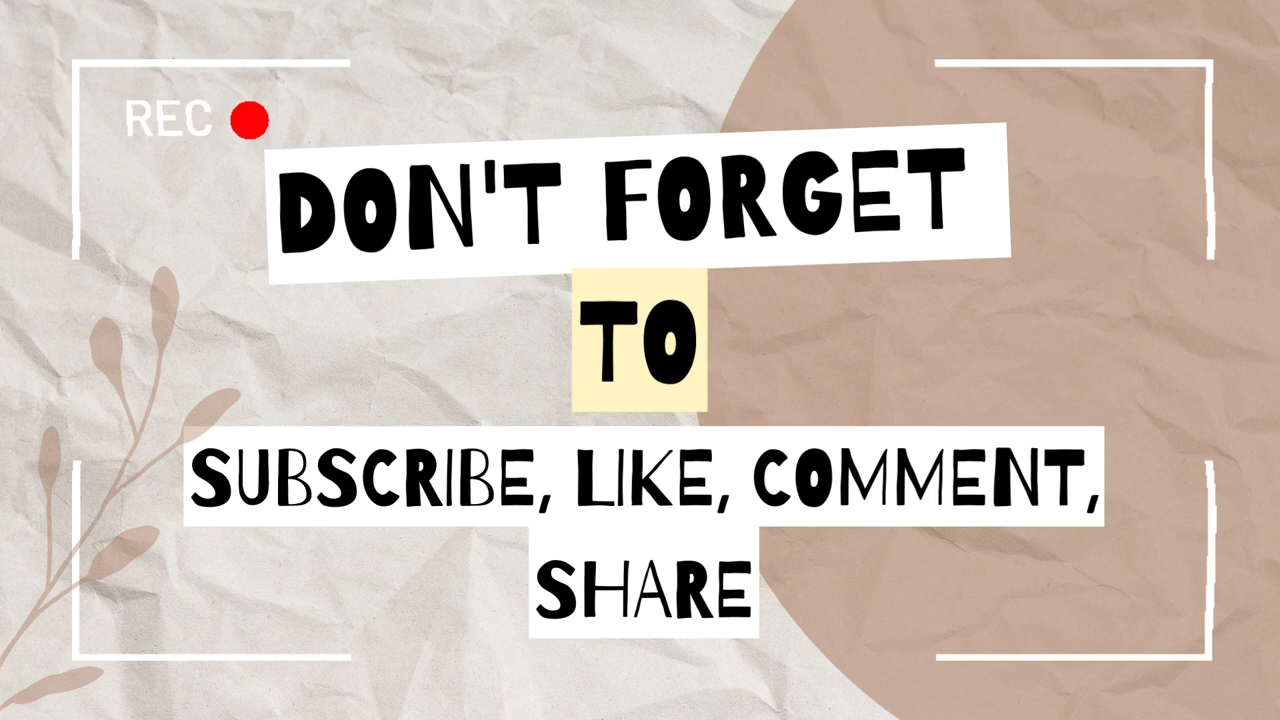 REC
DON'T FORGET
TO
SUBSCRIBE, LIKE, COMMENT,
SHARE